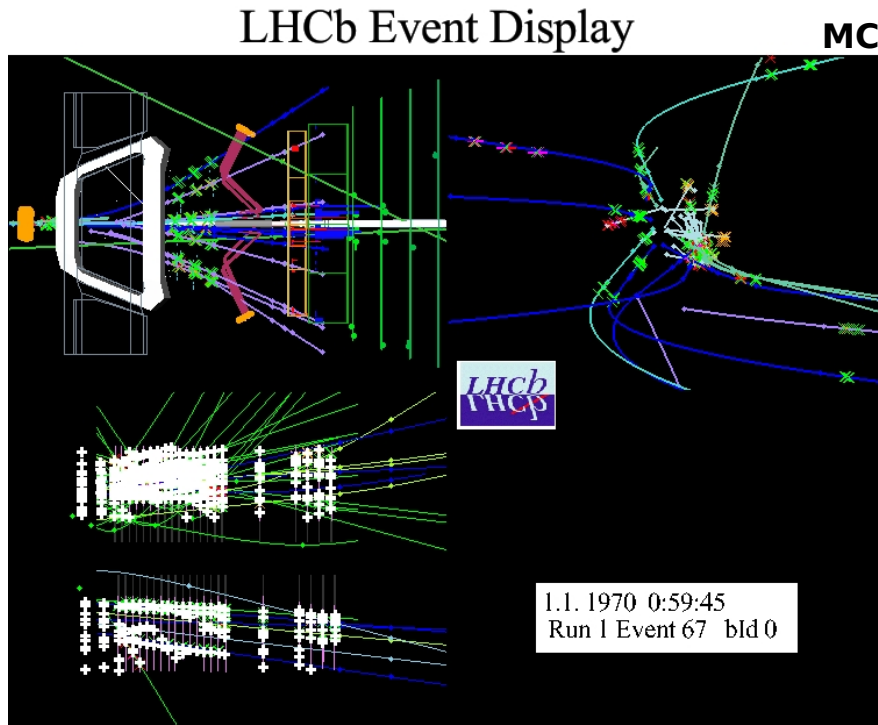 LHCb Event Display
MC
LHCb
1.1. 1970 0:59:45
Run 1 Event 67 bId 0